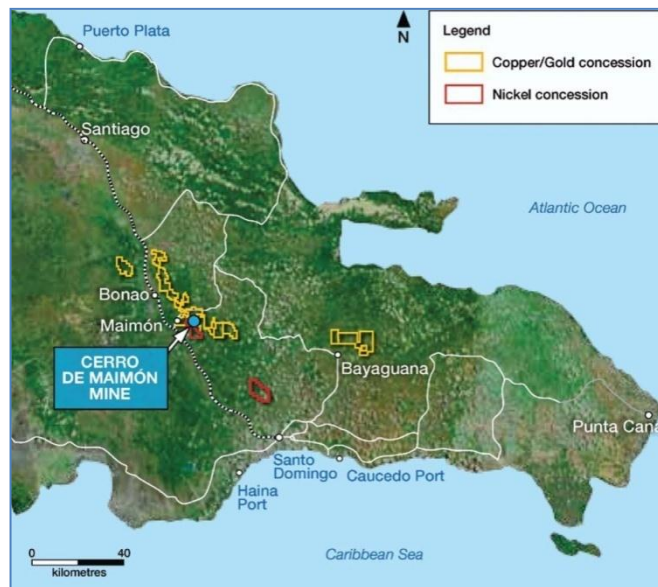 Puerto Plata
N
Legend
Copper/Gold concession
Nickel concession
Santiago
Atlantic Ocean
Bonao
Maimón
CERRO
DE MAIMÓN
MINE
Bayaguana
Punta Cana
Santo
Domingo
Caucedo Port
Haina
Port
0 40
kilometres
Caribbean Sea